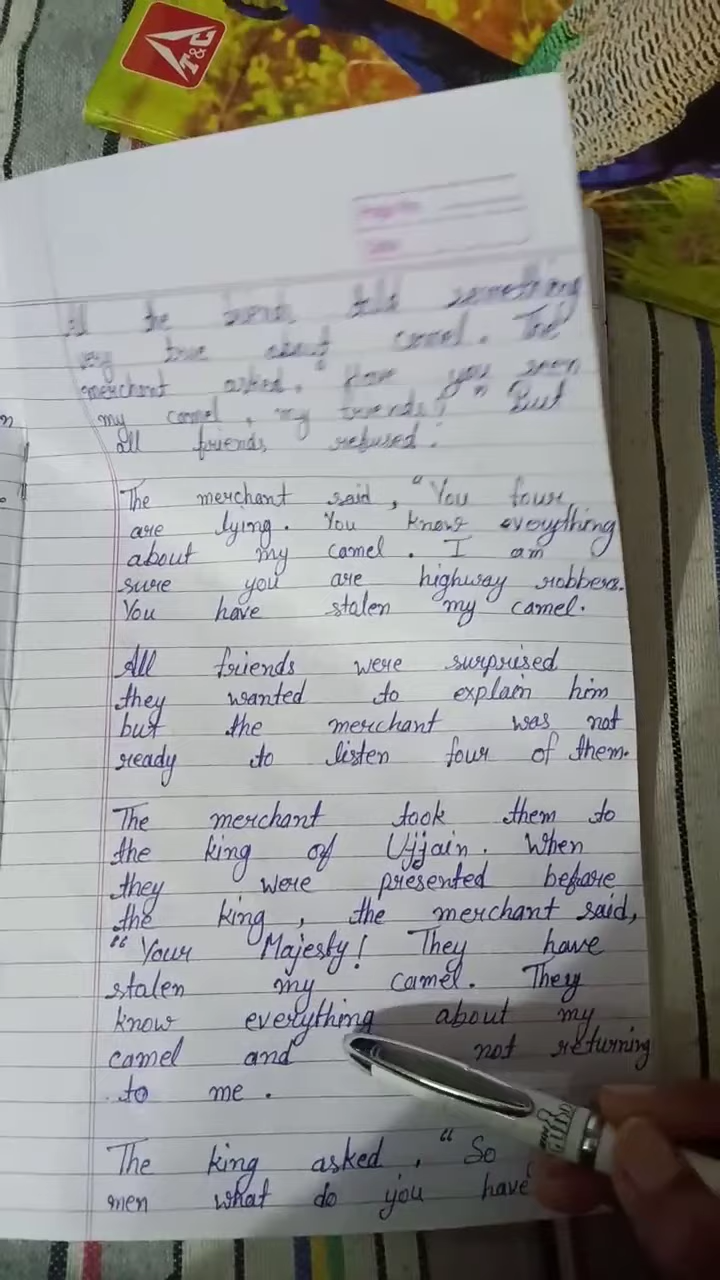 T&C
All the friends told something
very true about camel. The
merchant asked, "Have you seen
my camel, my friends?" But
all friends refused.
The merchant said, "You four
are lying. You know everything
about my camel. I am
sure you are highway robbers.
You have stalen my camel.
All friends were surprised
they wanted to explain him
but the merchant was not
ready to listen four of them.
The merchant took them to
the king of Ujjain. When
they were presented before
the king, the merchant said,
"Your Majesty! They have
stalen my camel. They
know everything about my
camel and not returning
to me.
The king asked, "So
men what do you have